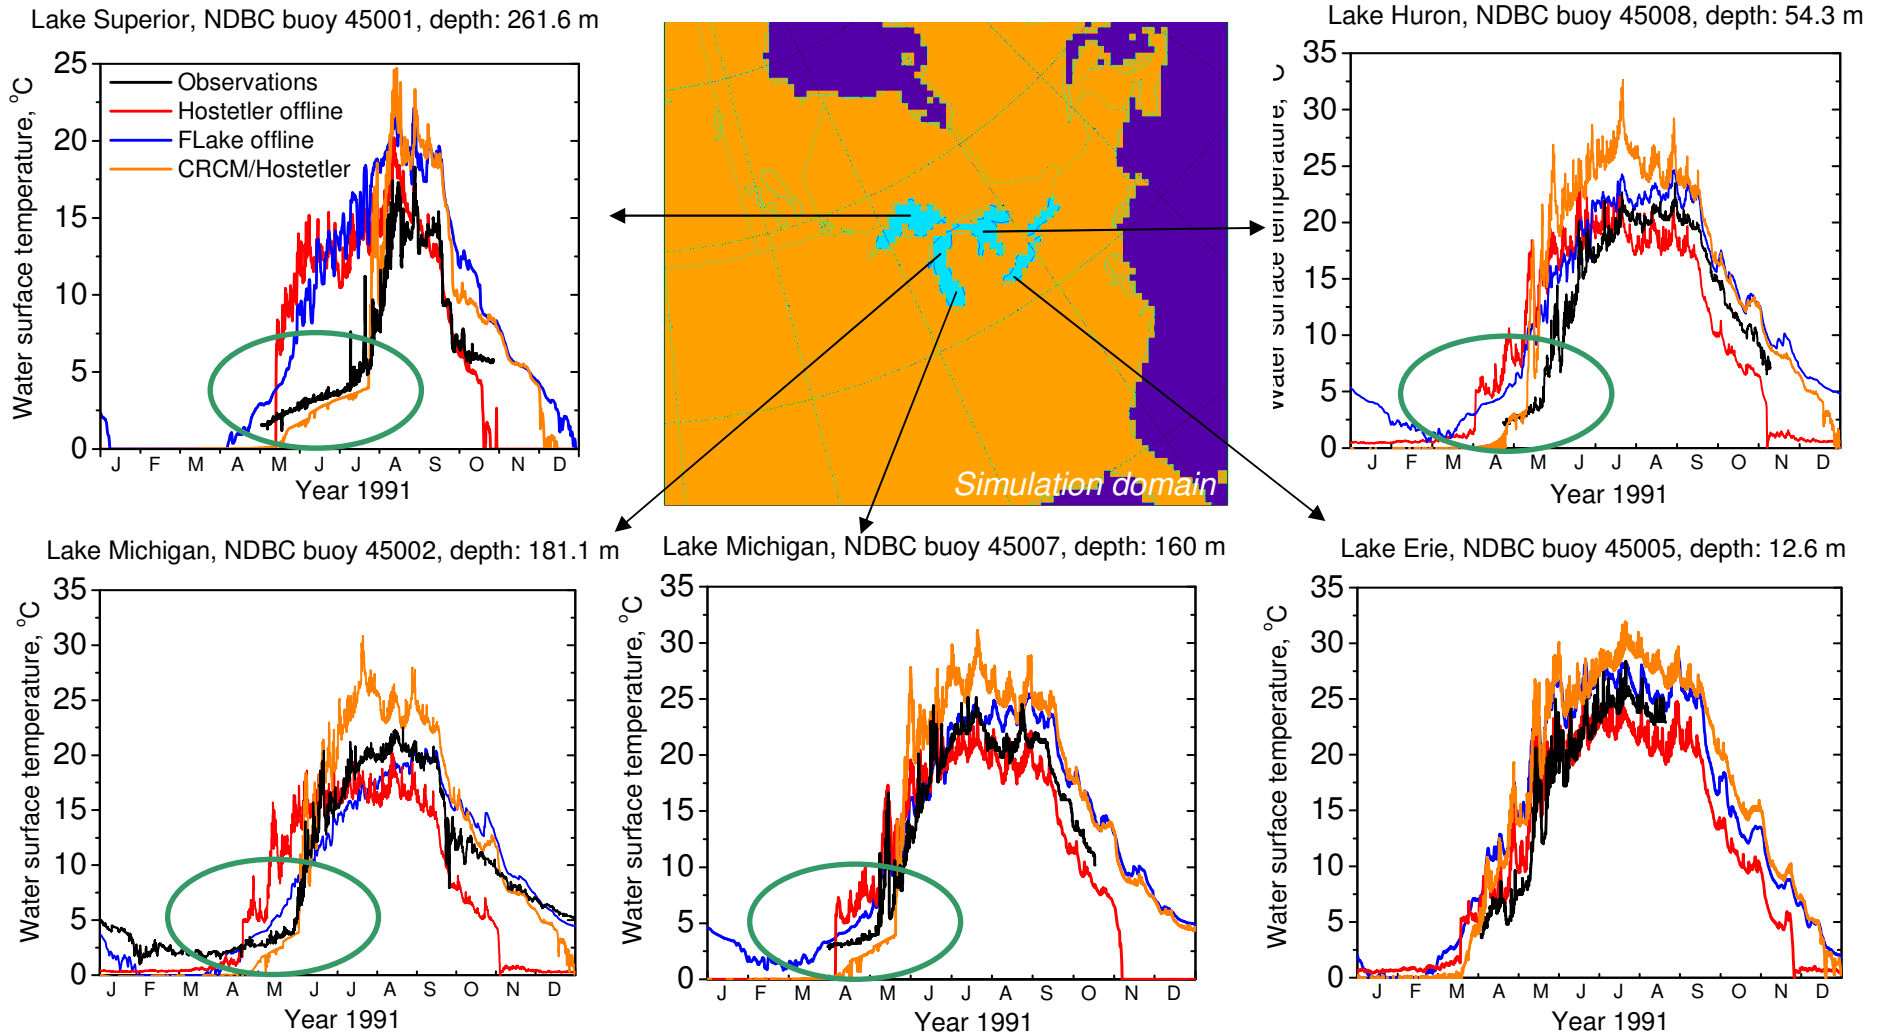 Lake Superior, NDBC buoy 45001, depth: 261.6 m
Water surface temperature, °C
25
20
15
10
5
0
Observations
Hostetler offline
FLake offline
CRCM/Hostetler
J F M A M J J A S O N D
Year 1991
Simulation domain
Lake Huron, NDBC buoy 45008, depth: 54.3 m
Water surface temperature, °C
35
30
25
20
15
10
5
0
J F M A M J J A S O N D
Year 1991
Lake Michigan, NDBC buoy 45002, depth: 181.1 m
Water surface temperature, °C
35
30
25
20
15
10
5
0
J F M A M J J A S O N D
Year 1991
Lake Michigan, NDBC buoy 45007, depth: 160 m
Water surface temperature, °C
35
30
25
20
15
10
5
0
J F M A M J J A S O N D
Year 1991
Lake Erie, NDBC buoy 45005, depth: 12.6 m
Water surface temperature, °C
35
30
25
20
15
10
5
0
J F M A M J J A S O N D
Year 1991